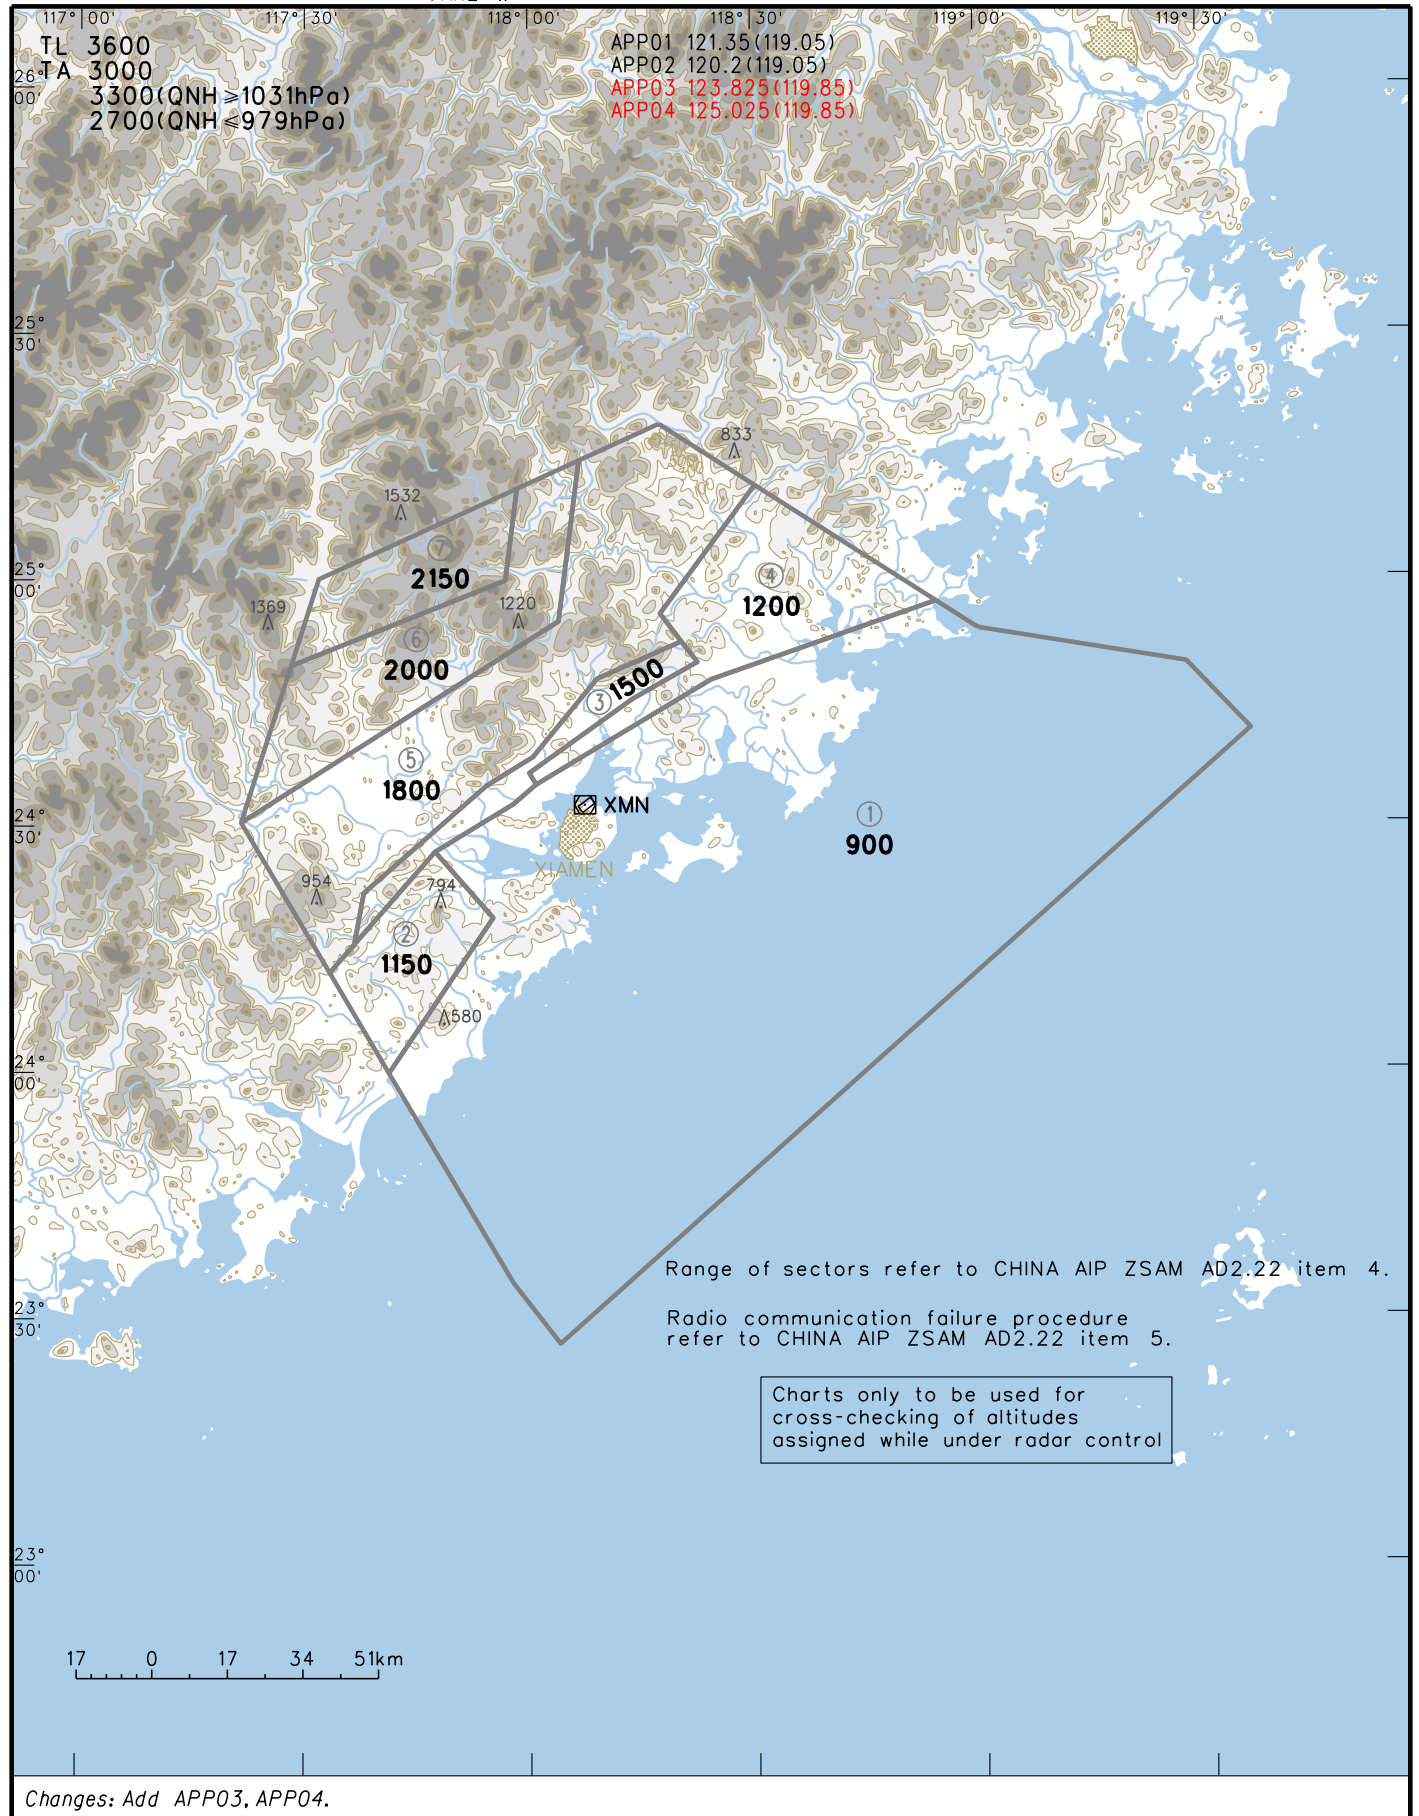 117° 00'
117° 30'
118° 00'
118° 30'
119° 00'
119° 30'
TL 3600
TA 3000
3300(QNH ≥1031hPa)
2700(QNH ≤979hPa)
APP01 121.35(119.05)
APP02 120.2(119.05)
APP03 123.825(119.85)
APP04 125.025(119.85)
26°
00'
25°
30'
833
1532
⑦
2150
25°
00'
④
1200
1369
1220
⑥
2000
③ 1500
⑤
1800
XMN
①
900
24°
30'
XIAMEN
954
794
②
1150
580
24°
00'
Range of sectors refer to CHINA AIP ZSAM AD2.22 item 4.
23°
30'
Radio communication failure procedure
refer to CHINA AIP ZSAM AD2.22 item 5.
Charts only to be used for
cross-checking of altitudes
assigned while under radar control
23°
00'
17 0 17 34 51km
Changes: Add APP03, APP04.